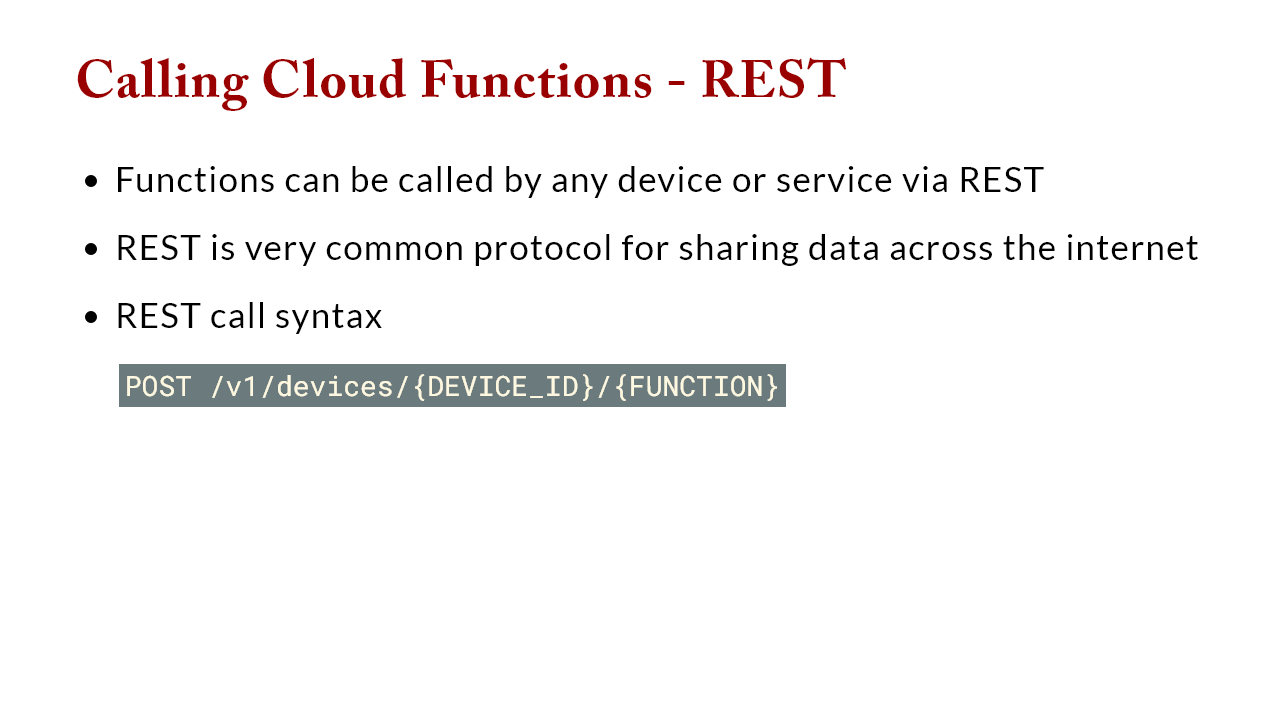 Calling Cloud Functions - REST
• Functions can be called by any device or service via REST
• REST is very common protocol for sharing data across the internet
• REST call syntax
POST /v1/devices/{DEVICE_ID}/{FUNCTION}